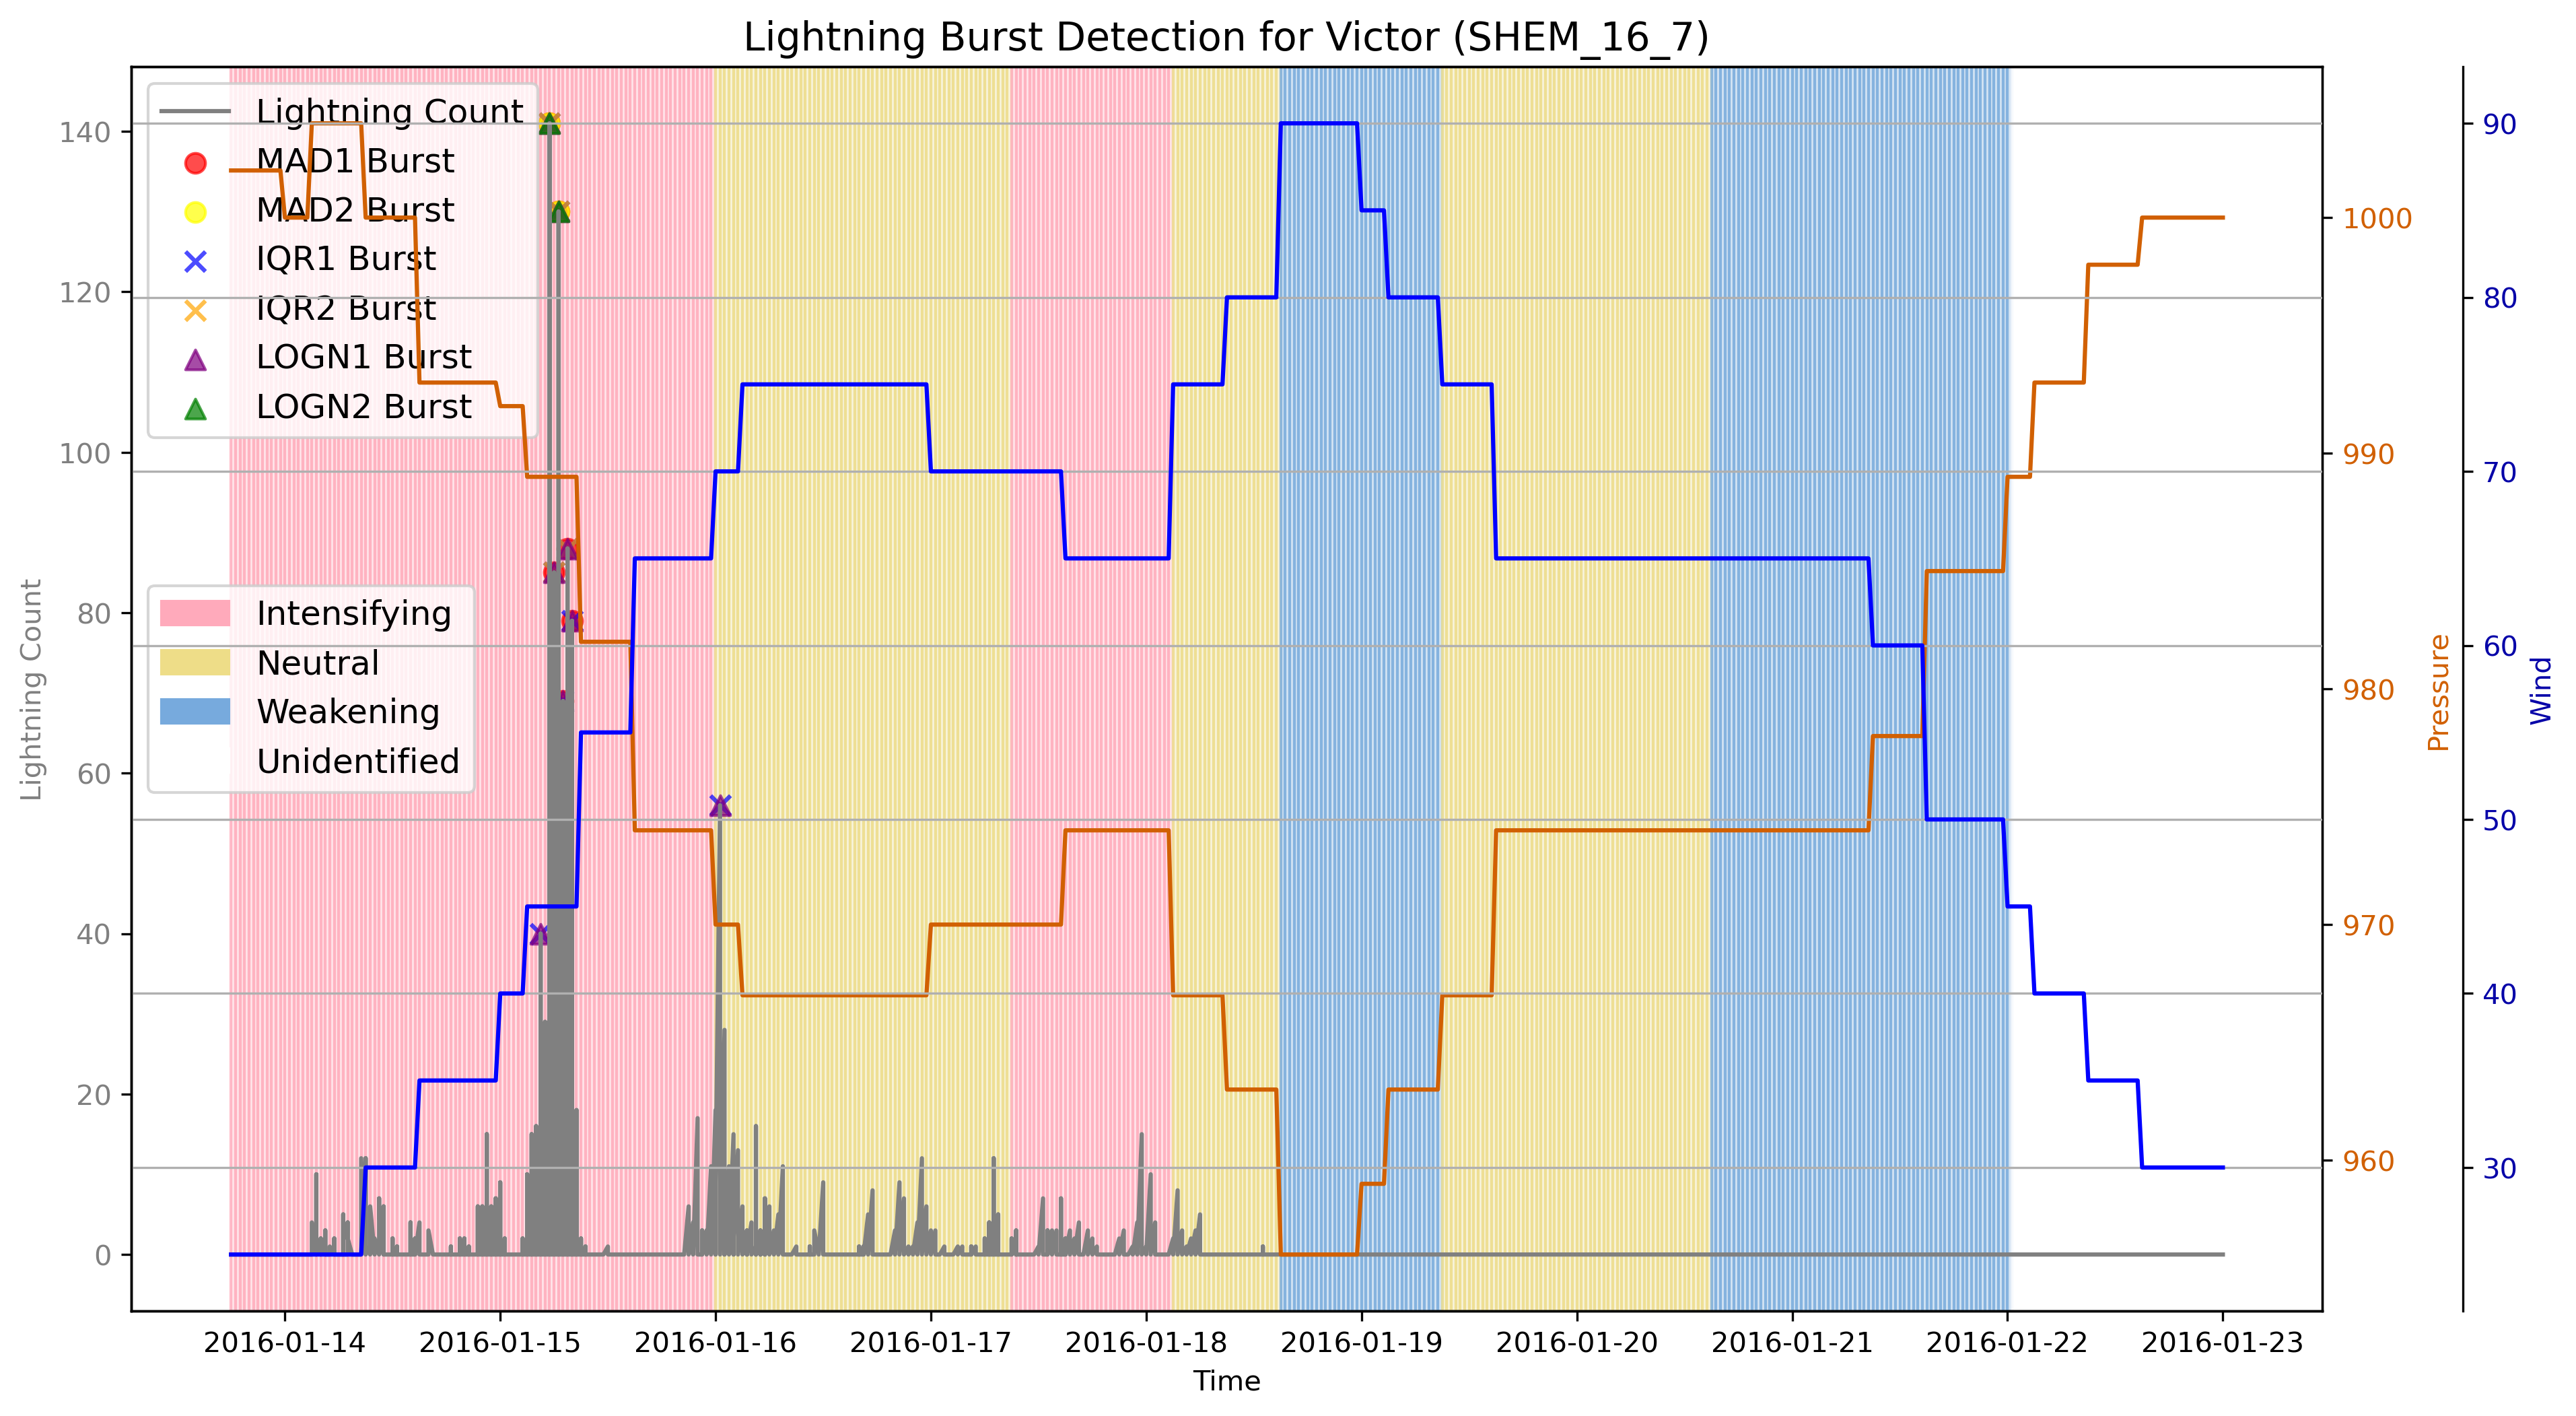 Lightning Burst Detection for Victor (SHEM_16_7)
Lightning Count
MAD1 Burst
MAD2 Burst
IQR1 Burst
IQR2 Burst
LOGN1 Burst
LOGN2 Burst
Intensifying
Neutral
Weakening
Unidentified
Lightning Count
140
120
100
80
60
40
20
0
1000
990
980
970
960
Pressure
90
80
70
60
50
40
30
Wind
2016-01-14 2016-01-15 2016-01-16 2016-01-17 2016-01-18 2016-01-19 2016-01-20 2016-01-21 2016-01-22 2016-01-23
Time